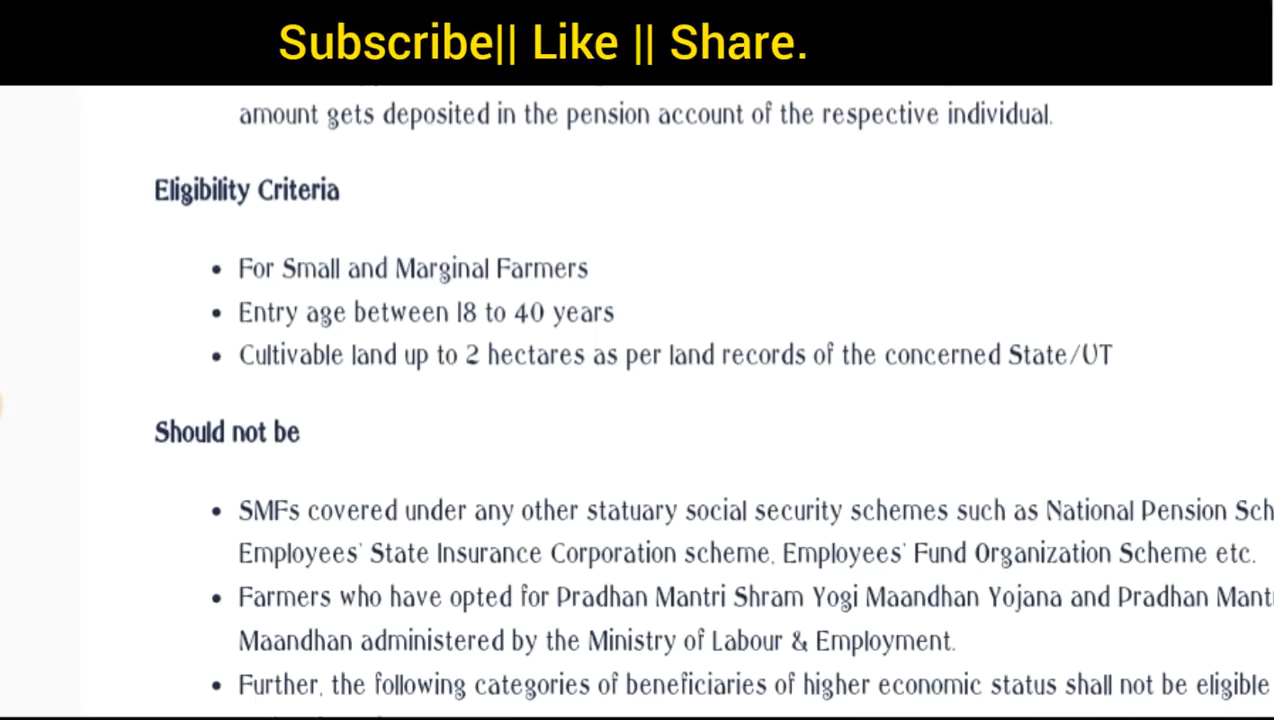 Subscribe|| Like || Share.
amount gets deposited in the pension account of the respective individual.
Eligibility Criteria
• For Small and Marginal Farmers
• Entry age between 18 to 40 years
• Cultivable land up to 2 hectares as per land records of the concerned State/UT
Should not be
• SMFs covered under any other statuary social security schemes such as National Pension Sch
Employees' State Insurance Corporation scheme, Employees' Fund Organization Scheme etc.
• Farmers who have opted for Pradhan Mantri Shram Yogi Maandhan Yojana and Pradhan Mant
Maandhan administered by the Ministry of Labour & Employment.
• Further, the following categories of beneficiaries of higher economic status shall not be eligible